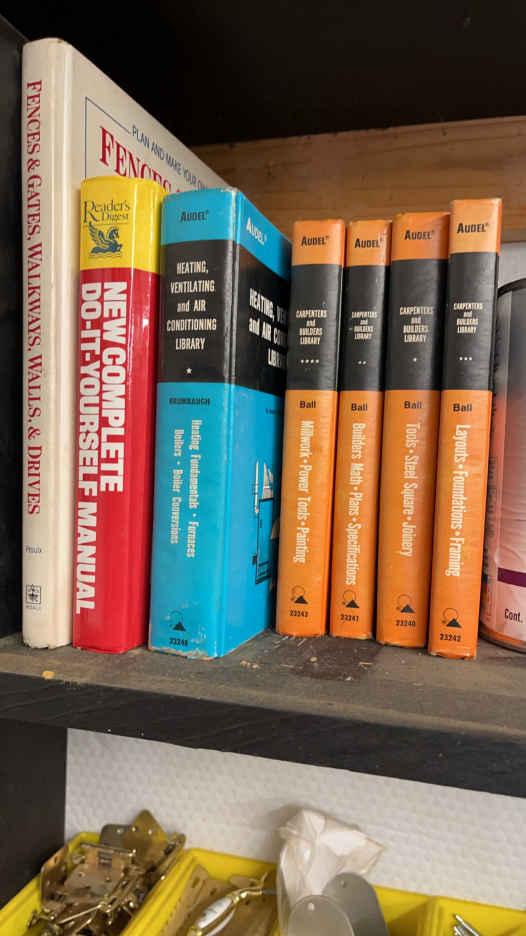 FENCES & GATES, WALKWAYS, WALLS, & DRIVES
PLAN AND MAKE YOUR OWN
FENCES
Reader's
Digest
NEW COMPLETE
DO-IT-YOURSELF MANUAL
AUDEL®
HEATING,
VENTILATING
and AIR
CONDITIONING
LIBRARY
*
BRUMBAUGH
Heating Fundamentals • Furnaces
Boilers • Boiler Conversions
23248
AUDEL®
HEATING, VEN
and AIR CON
LIB
AUDEL®
CARPENTERS
and
BUILDERS
LIBRARY
****
Ball
Millwork • Power Tools • Painting
23243
AUDEL®
CARPENTERS
and
BUILDERS
LIBRARY
**
Ball
Builders Math • Plans • Specifications
23241
AUDEL®
CARPENTERS
and
BUILDERS
LIBRARY
*
Ball
Tools • Steel Square • Joinery
23240
AUDEL®
CARPENTERS
and
BUILDERS
LIBRARY
***
Ball
Layouts • Foundations • Framing
23242
Cont.